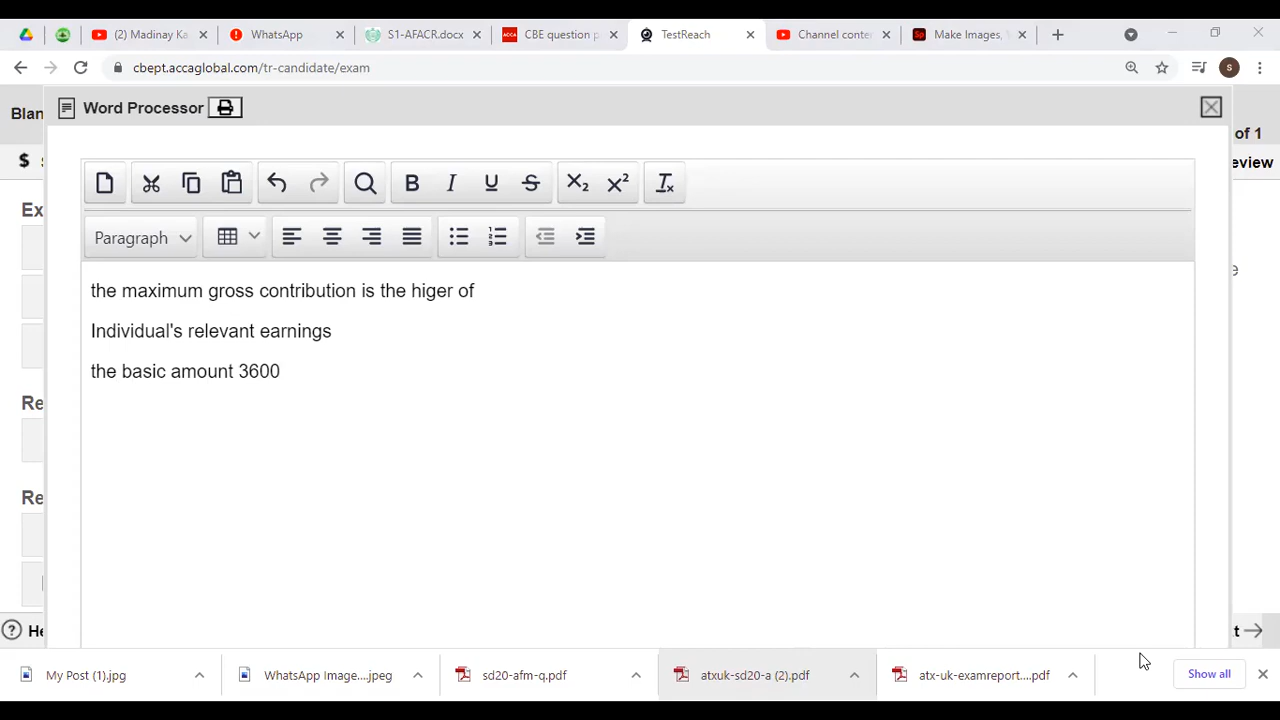 (2) Madinay Ka
WhatsApp
S1-AFACR.docx
CBE question p
TestReach
Channel conte
Make Images, 
cbept.accaglobal.com/tr-candidate/exam
S
Blan
Word Processor
of 1
$
eview
Ex
Paragraph
the maximum gross contribution is the higer of
Individual's relevant earnings
the basic amount 3600
Re
Re
He
t
My Post (1).jpg
WhatsApp Image....jpeg
sd20-afm-q.pdf
atxuk-sd20-a (2).pdf
atx-uk-examreport....pdf
Show all